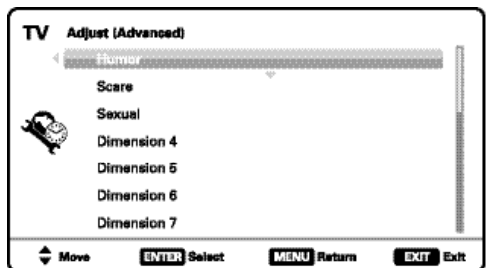 TV Adjust (Advanced)
Humor
Scare
Sexual
Dimension 4
Dimension 5
Dimension 6
Dimension 7
Move ENTER Select MENU Return EXIT Exit